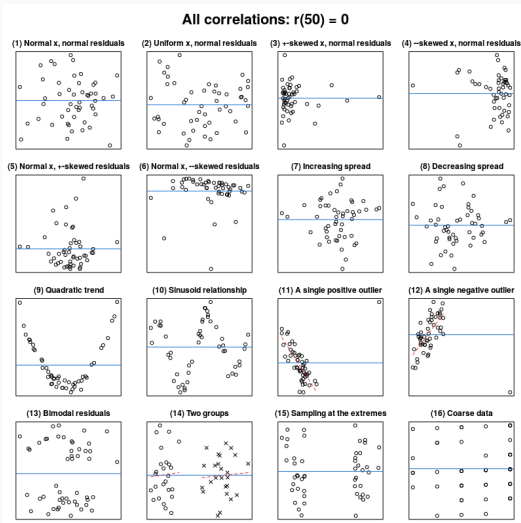 All correlations: r(50) = 0
(1) Normal x, normal residuals
(2) Uniform x, normal residuals
(3) +-skewed x, normal residuals
(4) --skewed x, normal residuals
(5) Normal x, +-skewed residuals
(6) Normal x, --skewed residuals
(7) Increasing spread
(8) Decreasing spread
(9) Quadratic trend
(10) Sinusoid relationship
(11) A single positive outlier
(12) A single negative outlier
(13) Bimodal residuals
(14) Two groups
(15) Sampling at the extremes
(16) Coarse data